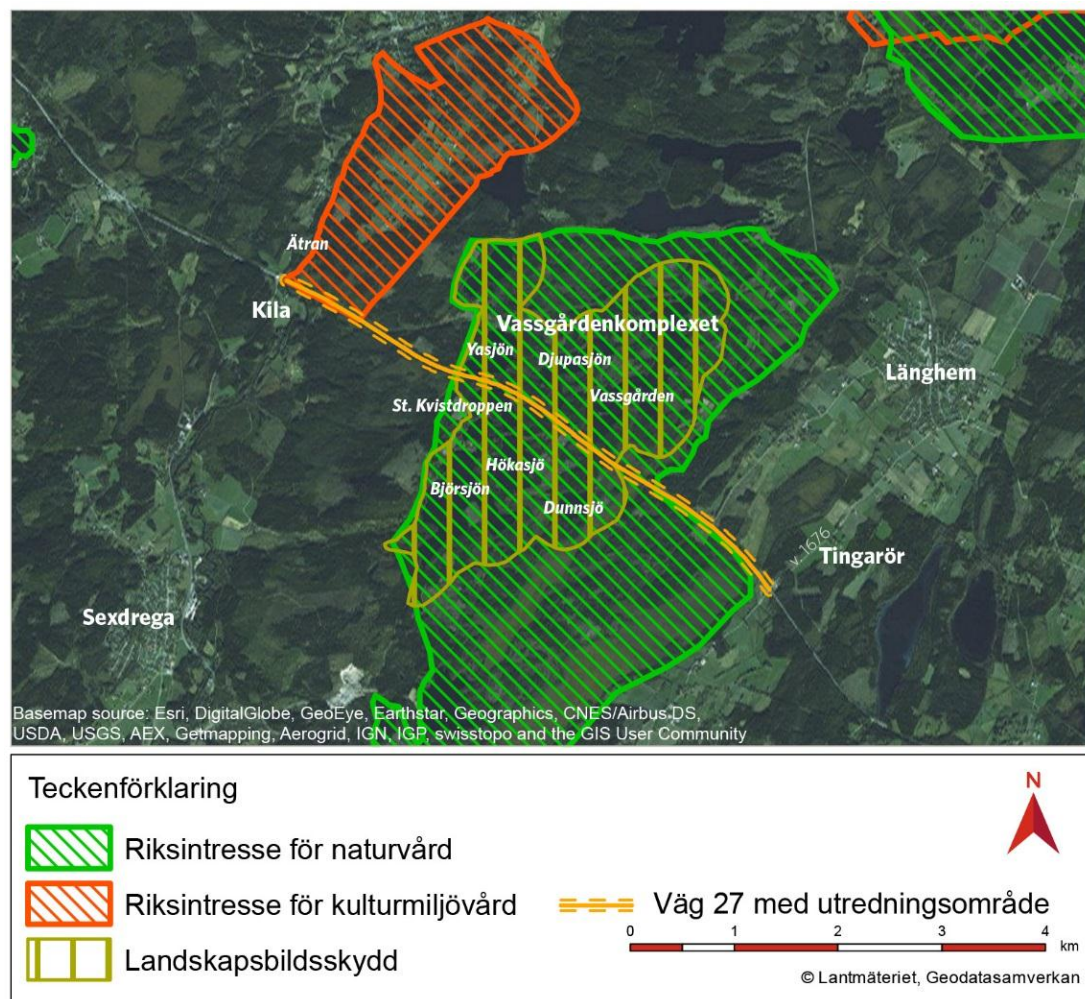 Ätran
Kila
Vassgårdenkomplexet
Yasjön
Djupasjön
Länghem
St. Kvistdroppen
Vassgården
Hökasjö
Björsjön
Dunnsjö
v. 1676
Tingarör
Sexdrega
Basemap source: Esri, DigitalGlobe, GeoEye, Earthstar, Geographics, CNES/Airbus DS,
USDA, USGS, AEX, Getmapping, Aerogrid, IGN, IGP, swisstopo and the GIS User Community
Teckenförklaring
N
Riksintresse för naturvård
Riksintresse för kulturmiljövård
Väg 27 med utredningsområde
0 1 2 3 4
km
Landskapsbildsskydd
© Lantmäteriet, Geodatasamverkan